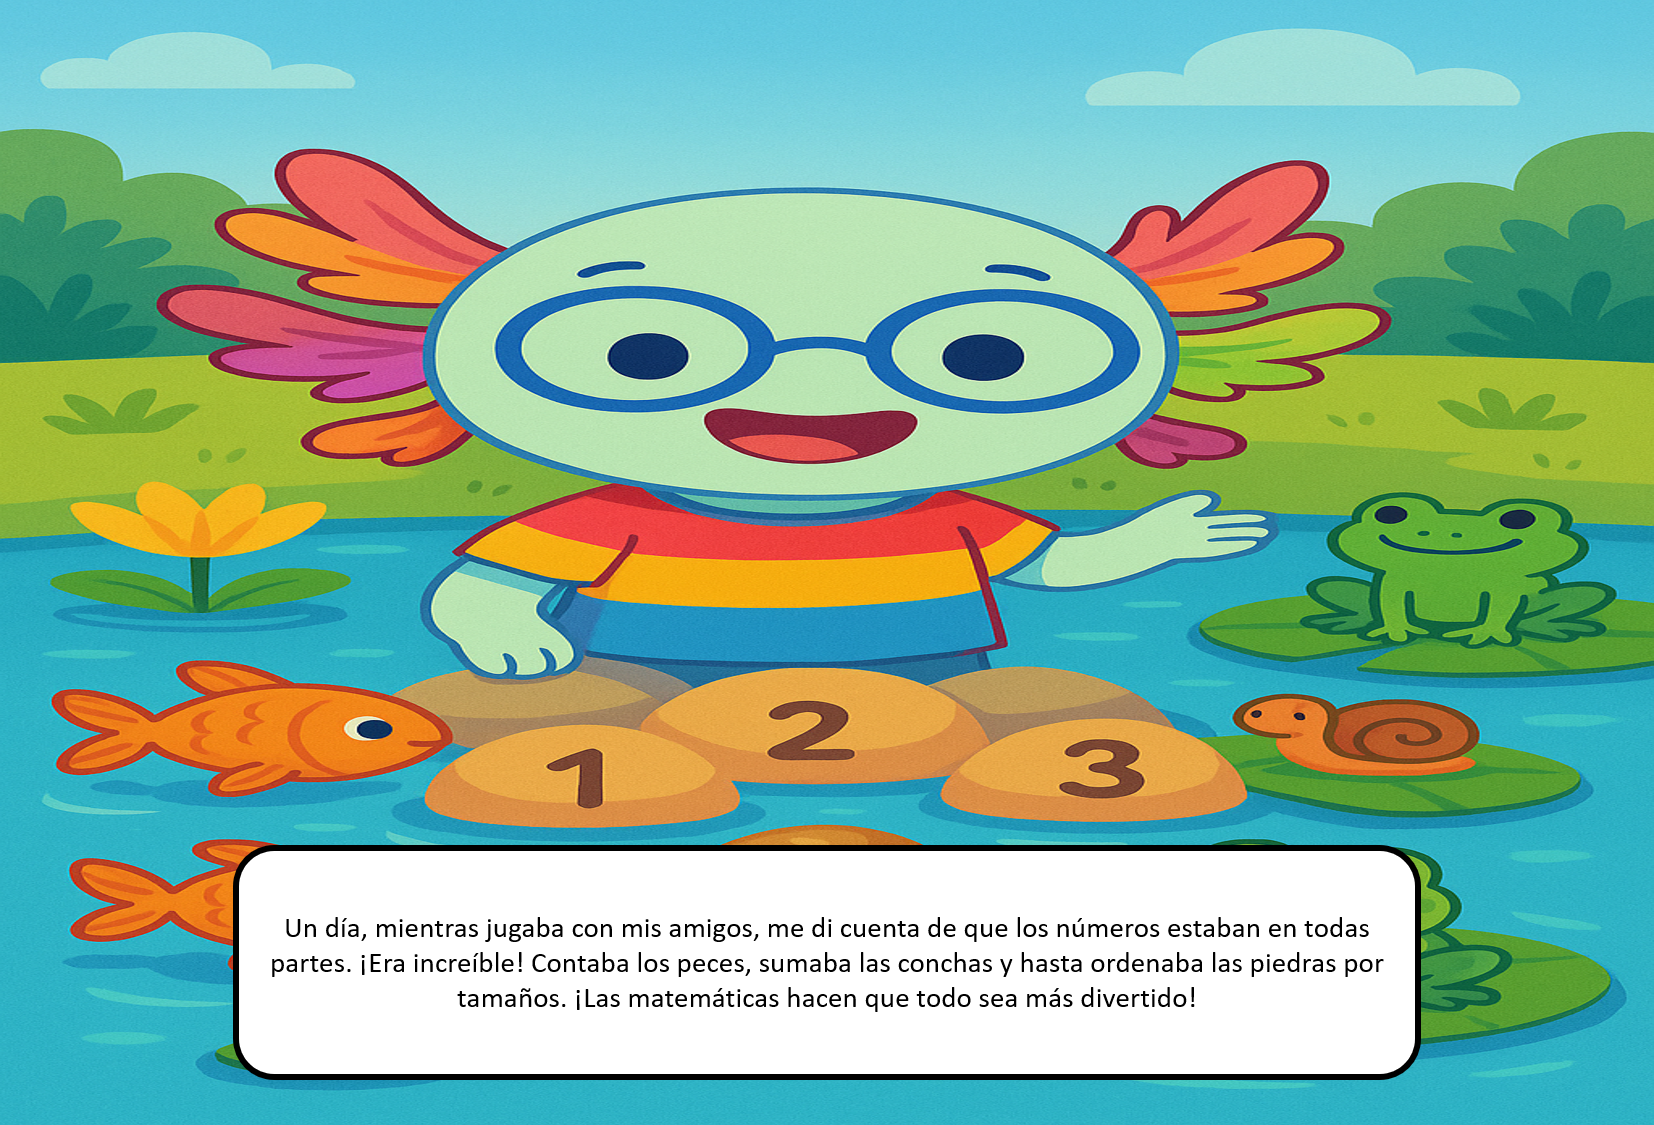 2
1
3
Un día, mientras jugaba con mis amigos, me di cuenta de que los números estaban en todas
partes. ¡Era increíble! Contaba los peces, sumaba las conchas y hasta ordenaba las piedras por
tamaños. ¡Las matemáticas hacen que todo sea más divertido!